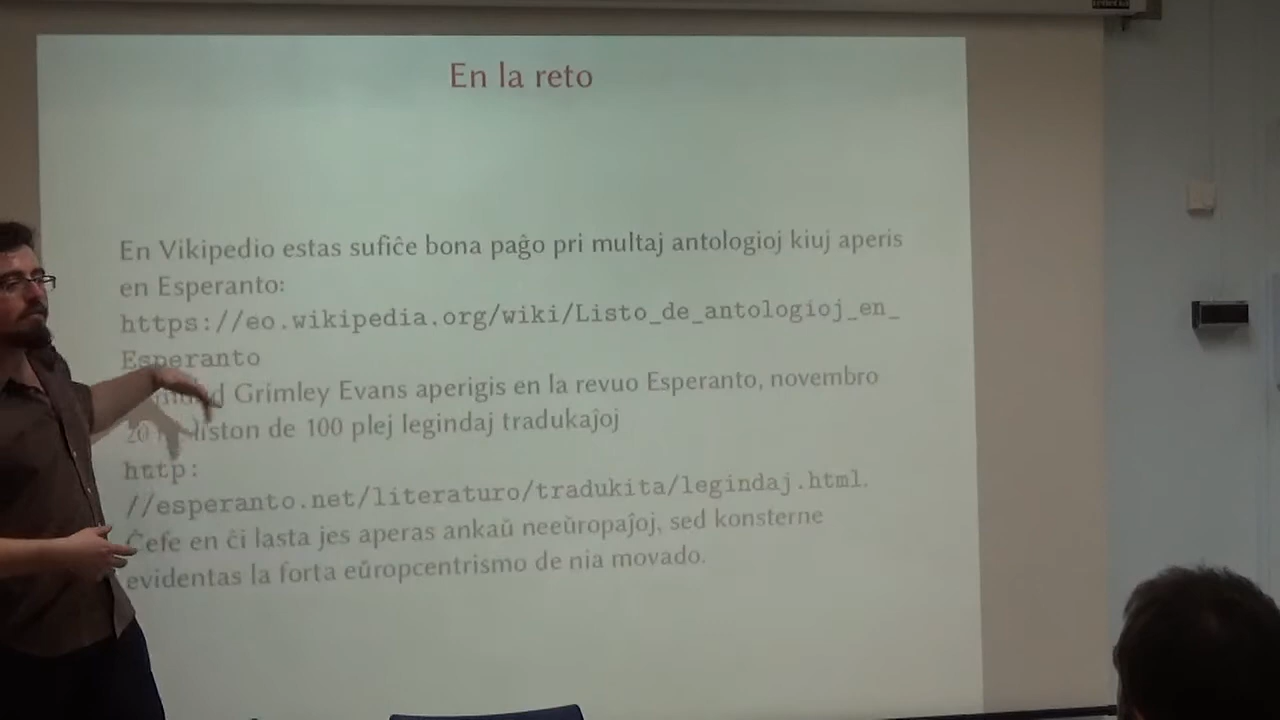 En la reto
En Vikipedio estas sufiĉe bona paĝo pri multaj antologioj kiuj aperis
en Esperanto:
https://eo.wikipedia.org/wiki/Listo_de_antologioj_en_
Esperanto
Grimley Evans aperigis en la revuo Esperanto, novembro
liston de 100 plej legindaj tradukaĵoj
http:
//esperanto.net/literaturo/tradukita/legindaj.html.
Ĉefe en ĉi lasta jes aperas ankaŭ neeŭropaĵoj, sed konsterne
evidentas la forta eŭropcentrismo de nia movado.